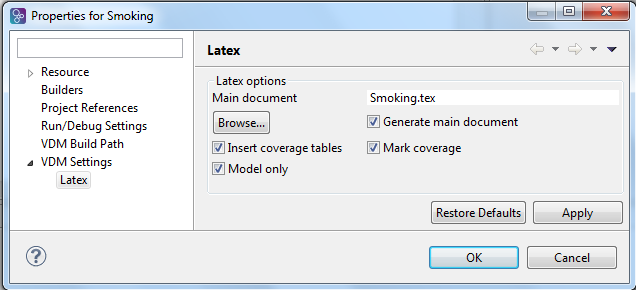 Properties for Smoking
Resource
Builders
Project References
Run/Debug Settings
VDM Build Path
VDM Settings
Latex
Latex
Latex options
Main document Smoking.tex
Browse... Generate main document
Insert coverage tables Mark coverage
Model only
Restore Defaults Apply
? OK Cancel